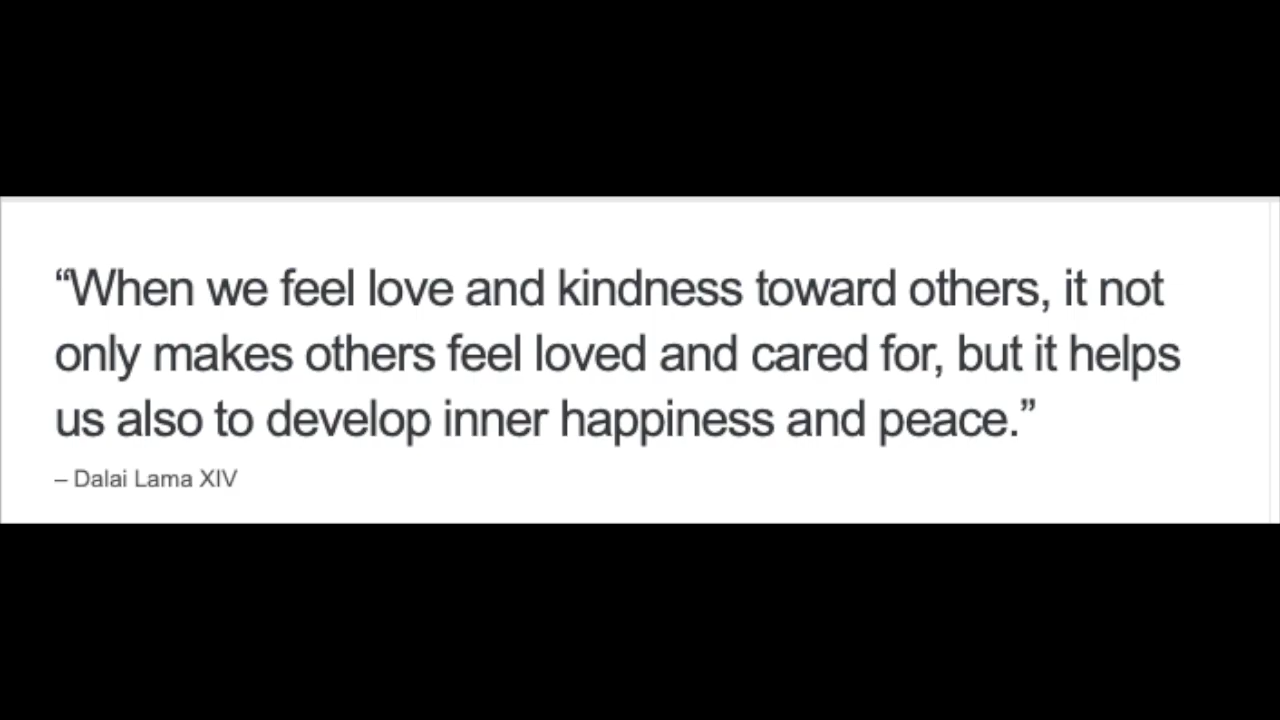 “When we feel love and kindness toward others, it not
only makes others feel loved and cared for, but it helps
us also to develop inner happiness and peace.”
– Dalai Lama XIV